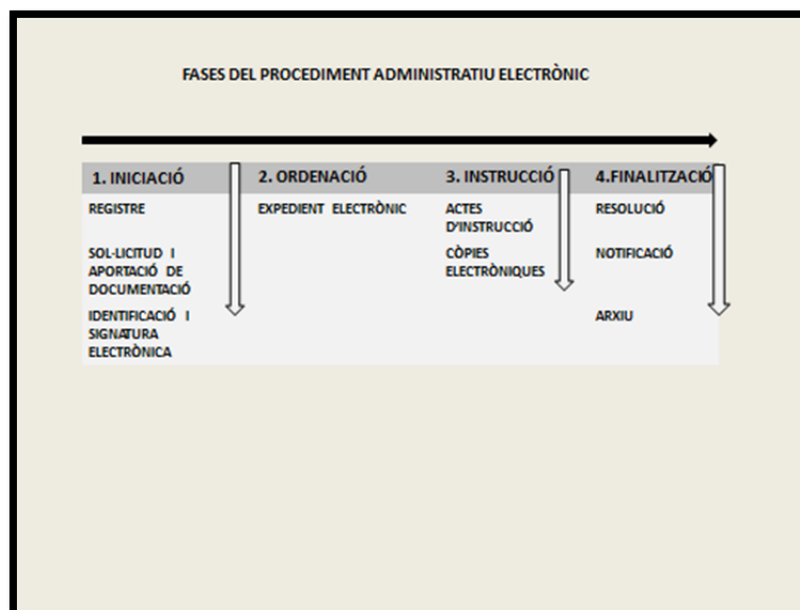 FASES DEL PROCEDIMENT ADMINISTRATIU ELECTRÒNIC
1. INICIACIÓ
2. ORDENACIÓ
3. INSTRUCCIÓ
4.FINALITZACIÓ
REGISTRE
EXPEDIENT ELECTRÒNIC
ACTES
D'INSTRUCCIÓ
RESOLUCIÓ
SOL·LICITUD I
APORTACIÓ DE
DOCUMENTACIÓ
CÒPIES
ELECTRÒNIQUES
NOTIFICACIÓ
IDENTIFICACIÓ I
SIGNATURA
ELECTRÒNICA
ARXIU